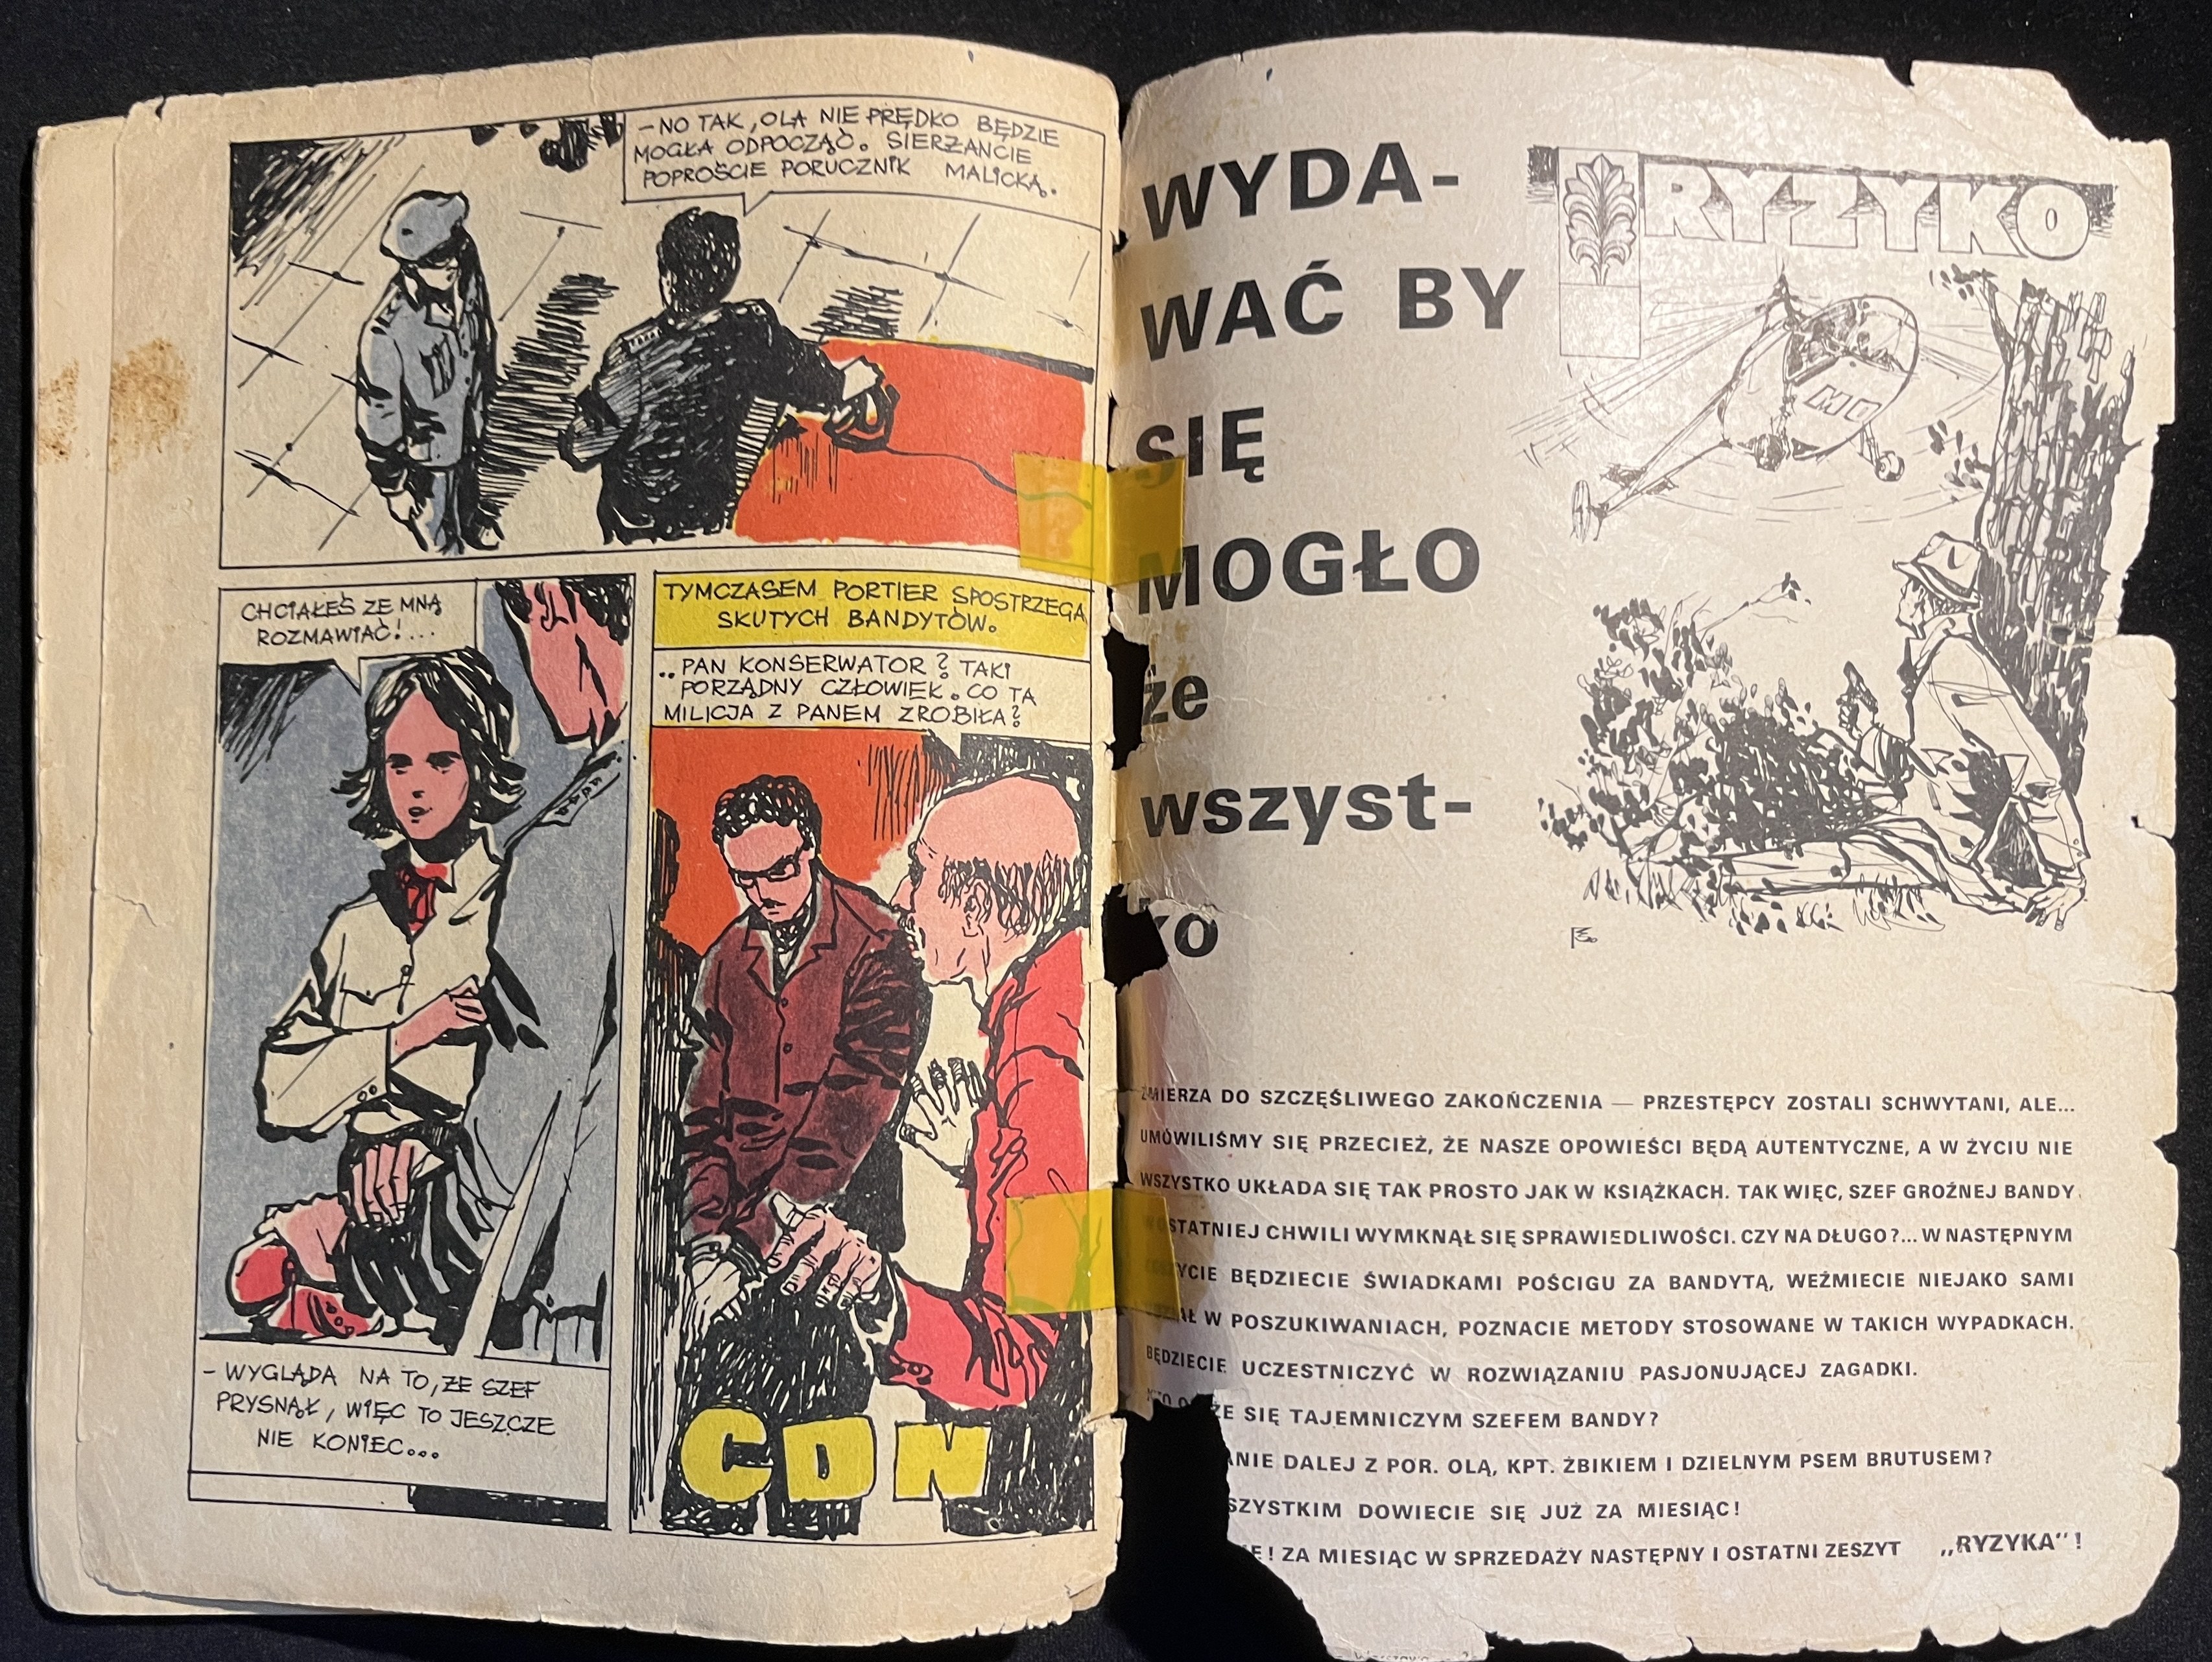 -NO TAK, OLA NIE PRĘDKO BĘDZIE
MOGŁA ODPOCZĄĆ. SIERŻANCIE
POPROŚCIE PORUCZNIK MALICKĄ.
CHCIAŁEŚ ZE MNĄ
ROZMAWIAĆ!...
- WYGLĄDA NA TO, ŻE SZEF
PRYSNĄŁ, WIĘC TO JESZCZE
NIE KONIEC...
TYMCZASEM PORTIER SPOSTRZEGA
SKUTYCH BANDYTÓW.
..PAN KONSERWATOR? TAKI
PORZĄDNY CZŁOWIEK. CO TA
MILICJA Z PANEM ZROBIŁA?
CDN
WYDA-
WAĆ BY
SIĘ
MOGŁO
że
wszyst-
ko
RYZYKO
MO
ZMIERZA DO SZCZĘŚLIWEGO ZAKOŃCZENIA — PRZESTĘPCY ZOSTALI SCHWYTANI, ALE...
UMÓWILIŚMY SIĘ PRZECIEŻ, ŻE NASZE OPOWIEŚCI BĘDĄ AUTENTYCZNE, A W ŻYCIU NIE
WSZYSTKO UKŁADA SIĘ TAK PROSTO JAK W KSIĄŻKACH. TAK WIĘC, SZEF GROŹNEJ BANDY
OSTATNIEJ CHWILI WYMKNĄŁ SIĘ SPRAWIEDLIWOŚCI. CZY NA DŁUGO?... W NASTĘPNYM
BĘDZIECIE ŚWIADKAMI POŚCIGU ZA BANDYTĄ, WEŹMIECIE NIEJAKO SAMI
W POSZUKIWANIACH, POZNACIE METODY STOSOWANE W TAKICH WYPADKACH.
BĘDZIECIE UCZESTNICZYĆ W ROZWIĄZANIU PASJONUJĄCEJ ZAGADKI.
SIĘ TAJEMNICZYM SZEFEM BANDY?
DALEJ Z POR. OLĄ, KPT. ŻBIKIEM I DZIELNYM PSEM BRUTUSEM?
DOWIECIE SIĘ JUŻ ZA MIESIĄC!
ZA MIESIĄC W SPRZEDAŻY NASTĘPNY I OSTATNI ZESZYT „RYZYKA"!